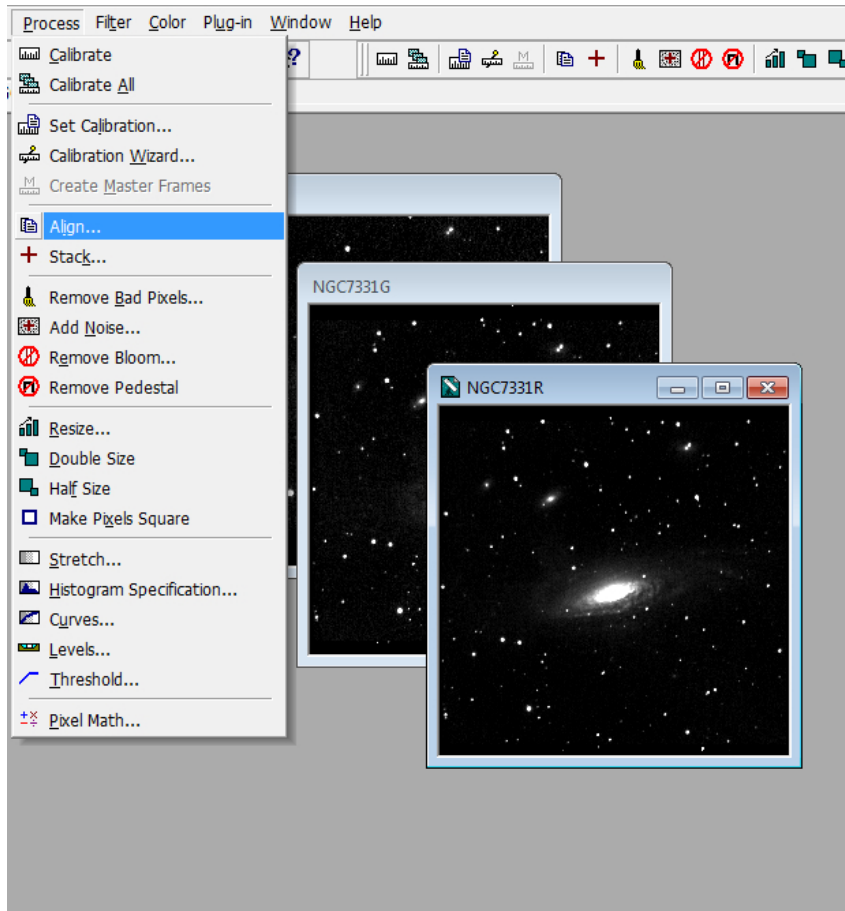 Process Filter Color Plug-in Window Help
Calibrate
Calibrate All
Set Calibration...
Calibration Wizard...
Create Master Frames
Align...
Stack...
Remove Bad Pixels...
Add Noise...
Remove Bloom...
Remove Pedestal
Resize...
Double Size
Half Size
Make Pixels Square
Stretch...
Histogram Specification...
Curves...
Levels...
Threshold...
Pixel Math...
NGC7331G
NGC7331R